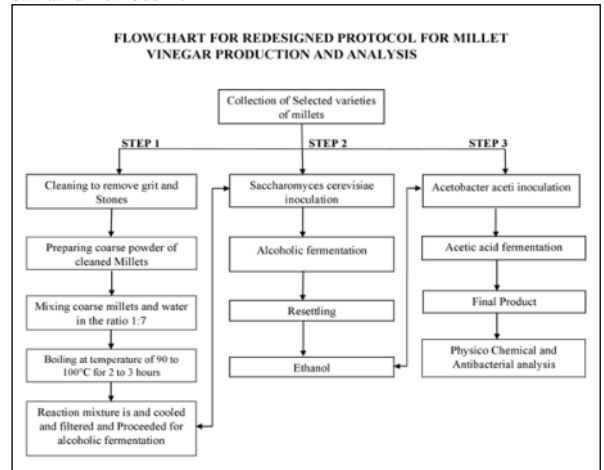 FLOWCHART FOR REDESIGNED PROTOCOL FOR MILLET
VINEGAR PRODUCTION AND ANALYSIS
Collection of Selected varieties
of millets
STEP 1
STEP 2
STEP 3
Cleaning to remove grit and
Stones
Preparing coarse powder of
cleaned Millets
Mixing coarse millets and water
in the ratio 1:7
Boiling at temperature of 90 to
100°C for 2 to 3 hours
Reaction mixture is and cooled
and filtered and Proceeded for
alcoholic fermentation
Saccharomyces cerevisiae
inoculation
Alcoholic fermentation
Resettling
Ethanol
Acetobacter aceti inoculation
Acetic acid fermentation
Final Product
Physico Chemical and
Antibacterial analysis